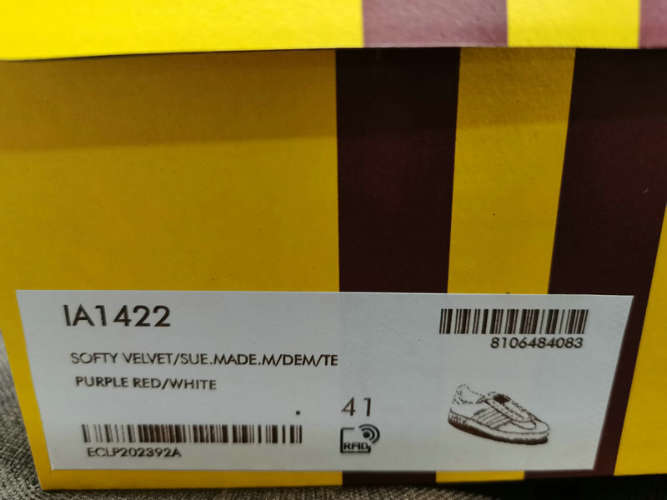 IA1422
8106484083
SOFTY VELVET/SUE.MADE.M/DEM/TE
PURPLE RED/WHITE
41
RFID
ECLP202392A